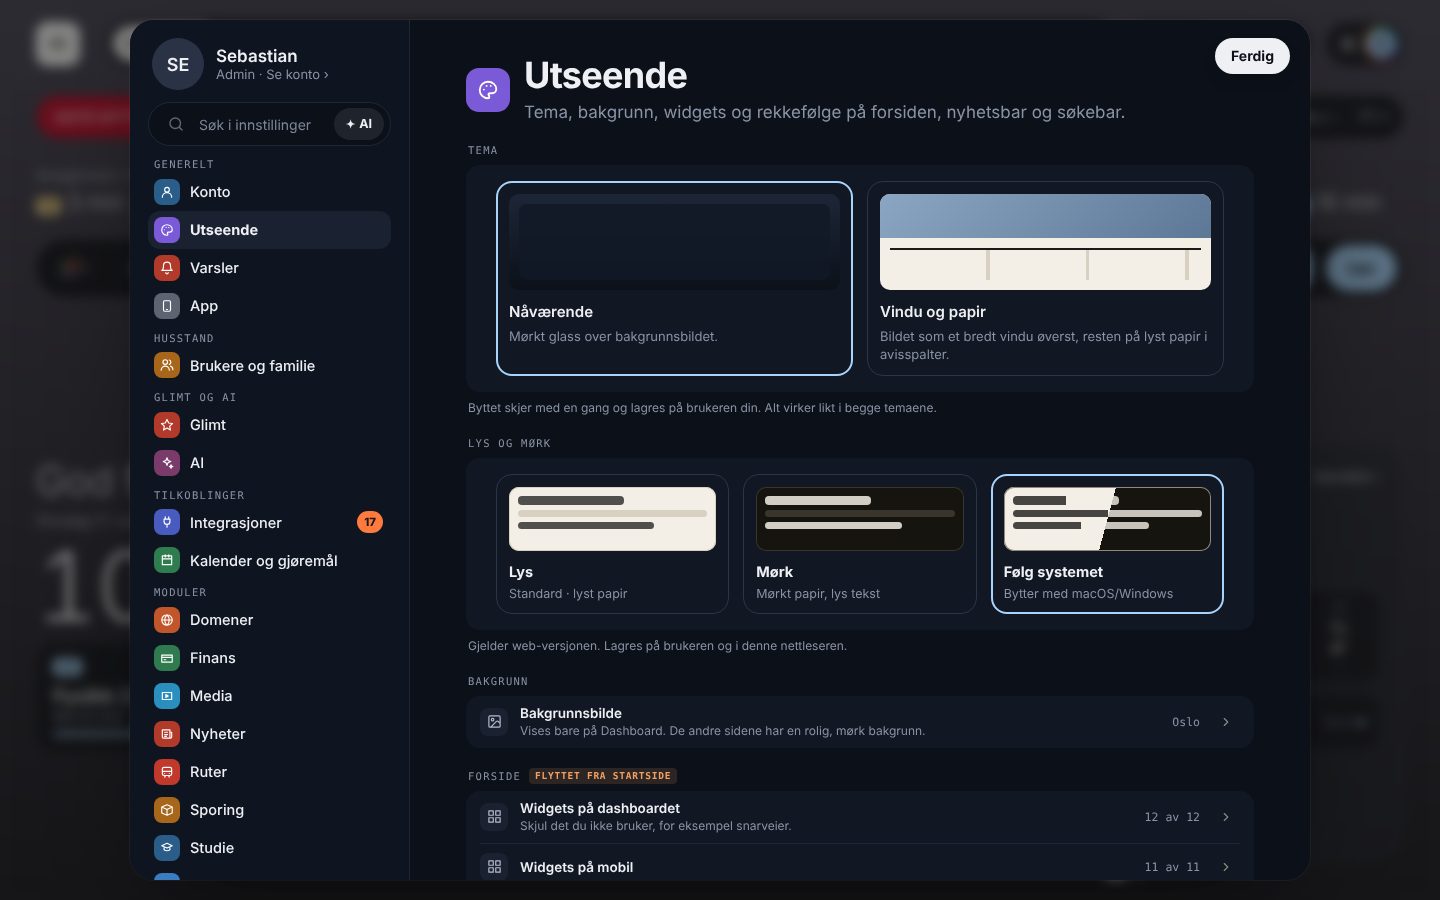 SE
Sebastian
Admin · Se konto ›
Søk i innstillinger
AI
GENERELT
Konto
Utseende
Varsler
App
HUSSTAND
Brukere og familie
GLIMT OG AI
Glimt
AI
TILKOBLINGER
Integrasjoner
17
Kalender og gjøremål
MODULER
Domener
Finans
Media
Nyheter
Ruter
Sporing
Studie
Ferdig
Utseende
Tema, bakgrunn, widgets og rekkefølge på forsiden, nyhetsbar og søkebar.
TEMA
Nåværende
Mørkt glass over bakgrunnsbildet.
Vindu og papir
Bildet som et bredt vindu øverst, resten på lyst papir i
avisspalter.
Byttet skjer med en gang og lagres på brukeren din. Alt virker likt i begge temaene.
LYS OG MØRK
Lys
Standard · lyst papir
Mørk
Mørkt papir, lys tekst
Følg systemet
Bytter med macOS/Windows
Gjelder web-versjonen. Lagres på brukeren og i denne nettleseren.
BAKGRUNN
Bakgrunnsbilde
Vises bare på Dashboard. De andre sidene har en rolig, mørk bakgrunn.
Oslo
FORSIDE
FLYTTET FRA STARTSIDE
Widgets på dashboardet
Skjul det du ikke bruker, for eksempel snarveier.
12 av 12
Widgets på mobil
11 av 11
God
10